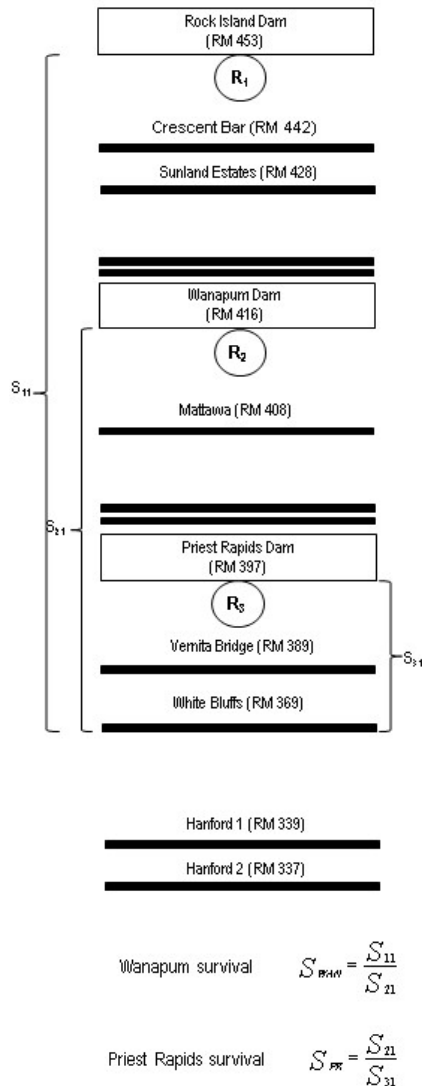 Rock Island Dam
(RM 453)
R1
Crescent Bar (RM 442)
Sunland Estates (RM 428)
Wanapum Dam
(RM 416)
S11
R2
Mattawa (RM 408)
S21
Priest Rapids Dam
(RM 397)
R3
Vernita Bridge (RM 389)
S31
White Bluffs (RM 369)
Hanford 1 (RM 339)
Hanford 2 (RM 337)
Wanapum survival S = S11 / S21
Priest Rapids survival SPR = S21 / S31